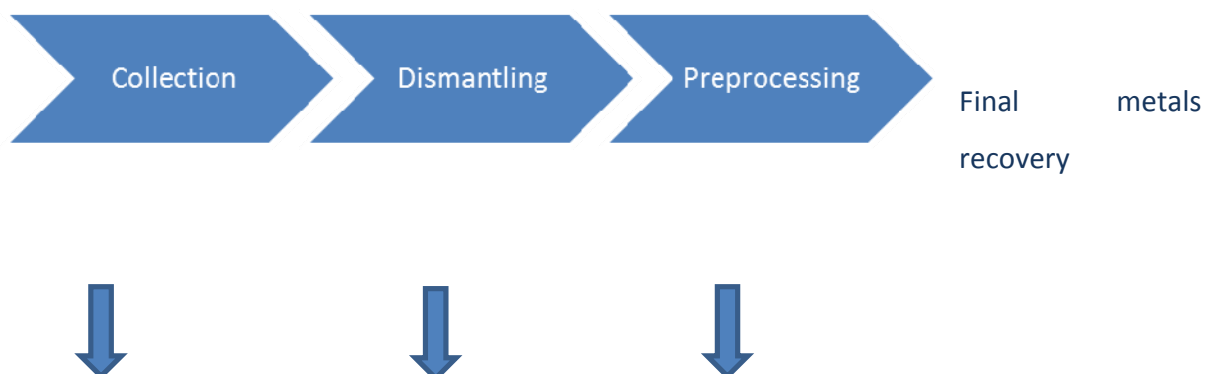 Collection
Dismantling
Preprocessing
Final metals
recovery